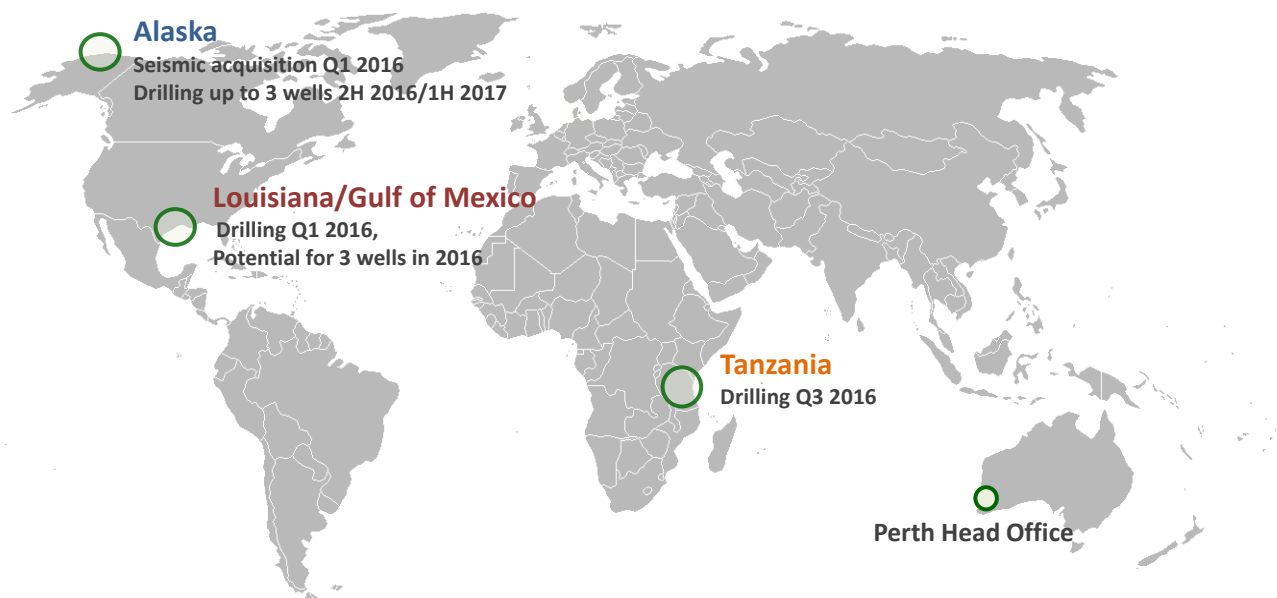 Alaska
Seismic acquisition Q1 2016
Drilling up to 3 wells 2H 2016/1H 2017
Louisiana/Gulf of Mexico
Drilling Q1 2016,
Potential for 3 wells in 2016
Tanzania
Drilling Q3 2016
Perth Head Office